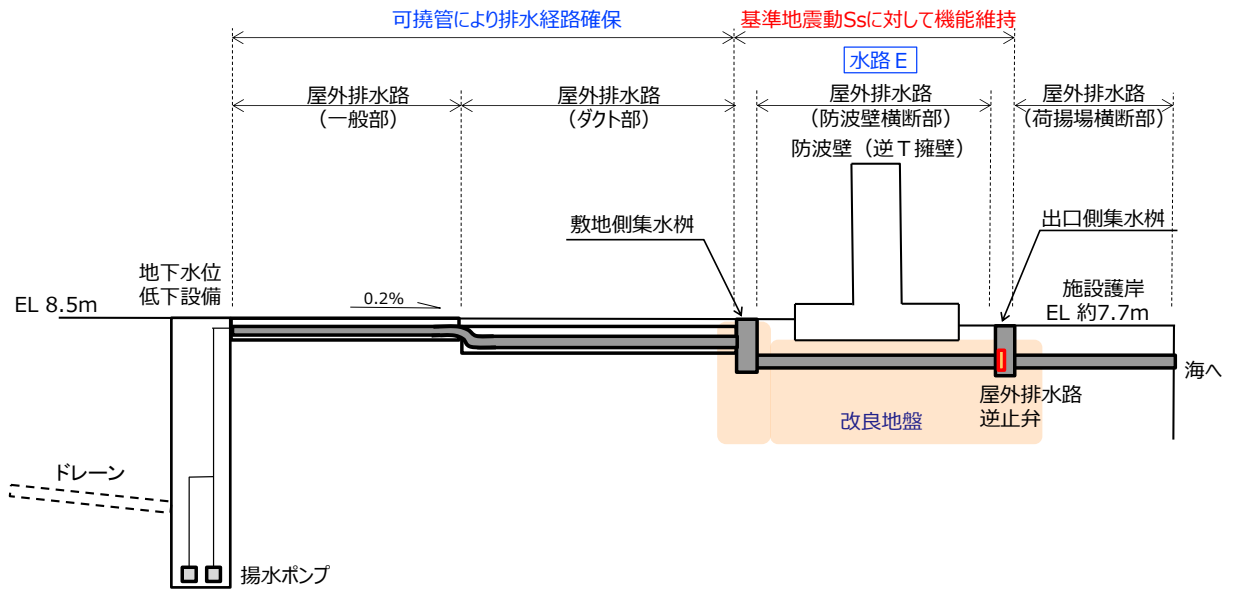 可撓管により排水経路確保
基準地震動Ssに対して機能維持
水路E
屋外排水路
（一般部）
屋外排水路
（ダクト部）
屋外排水路
（防波壁横断部）
屋外排水路
（荷揚場横断部）
防波壁（逆T擁壁）
敷地側集水桝
出口側集水桝
地下水位
低下設備
EL 8.5m
0.2%
施設護岸
EL 約7.7m
海へ
屋外排水路
逆止弁
改良地盤
ドレーン
揚水ポンプ